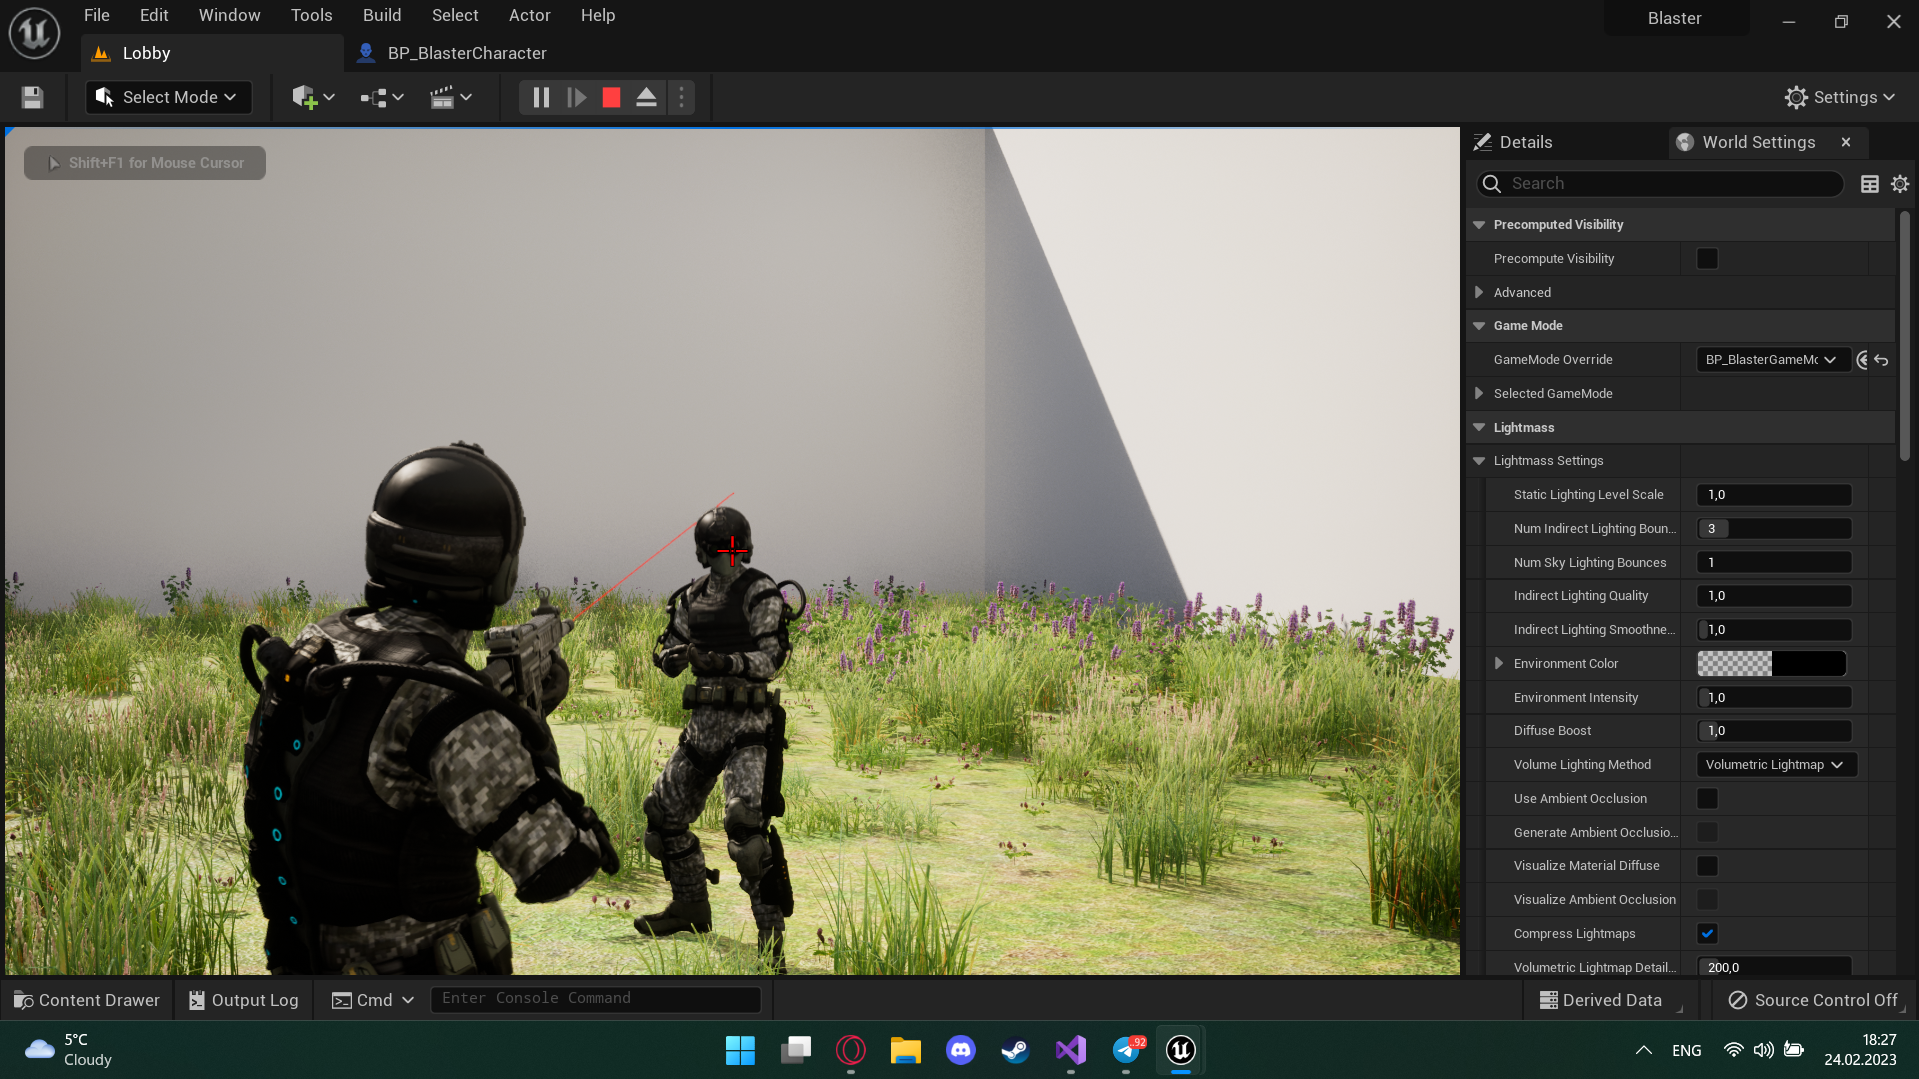 File Edit Window Tools Build Select Actor Help
Blaster
Lobby
BP_BlasterCharacter
Select Mode
Settings
Shift+F1 for Mouse Cursor
Details
World Settings
Search
Precomputed Visibility
Precompute Visibility
Advanced
Game Mode
GameMode Override BP_BlasterGameMo
Selected GameMode
Lightmass
Lightmass Settings
Static Lighting Level Scale 1,0
Num Indirect Lighting Boun... 3
Num Sky Lighting Bounces 1
Indirect Lighting Quality 1,0
Indirect Lighting Smoothne... 1,0
Environment Color
Environment Intensity 1,0
Diffuse Boost 1,0
Volume Lighting Method Volumetric Lightmap
Use Ambient Occlusion
Generate Ambient Occlusio...
Visualize Material Diffuse
Visualize Ambient Occlusion
Compress Lightmaps
Volumetric Lightmap Detail... 200,0
Content Drawer Output Log Cmd Enter Console Command Derived Data Source Control Off
5°C
Cloudy
92
ENG
18:27
24.02.2023